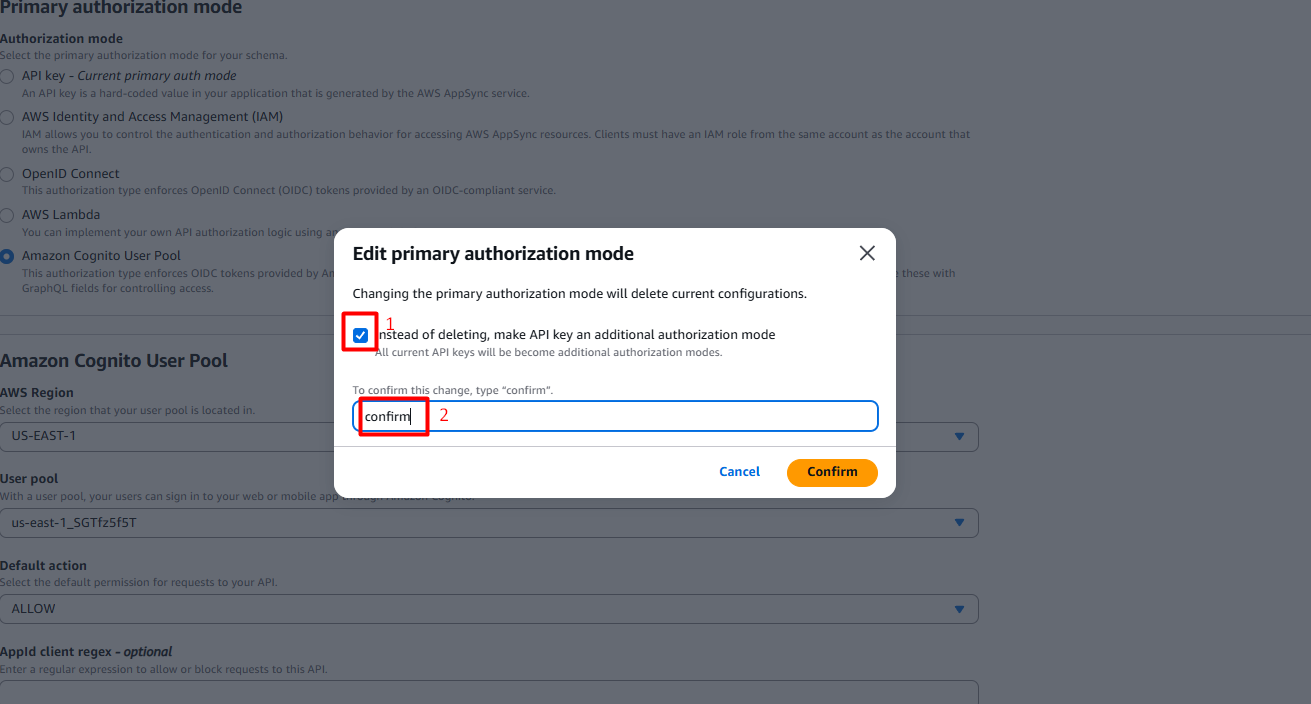 Primary authorization mode
Authorization mode
Select the primary authorization mode for your schema.
API key - Current primary auth mode
An API key is a hard-coded value in your application that is generated by the AWS AppSync service.
AWS Identity and Access Management (IAM)
IAM allows you to control the authentication and authorization behavior for accessing AWS AppSync resources. Clients must have an IAM role from the same account as the account that
owns the API.
OpenID Connect
This authorization type enforces OpenID Connect (OIDC) tokens provided by an OIDC-compliant service.
AWS Lambda
You can implement your own API authorization logic using
Amazon Cognito User Pool
This authorization type enforces OIDC tokens provided by
these with
GraphQL fields for controlling access.
Edit primary authorization mode
Changing the primary authorization mode will delete current configurations.
1
instead of deleting, make API key an additional authorization mode
All current API keys will be become additional authorization modes.
To confirm this change, type “confirm”.
confirm
2
Cancel
Confirm
Amazon Cognito User Pool
AWS Region
Select the region that your user pool is located in.
US-EAST-1
User pool
With a user pool, your users can sign in to your web or mobile app through Amazon Cognito.
us-east-1_SGTfz5f5T
Default action
Select the default permission for requests to your API.
ALLOW
AppId client regex - optional
Enter a regular expression to allow or block requests to this API.